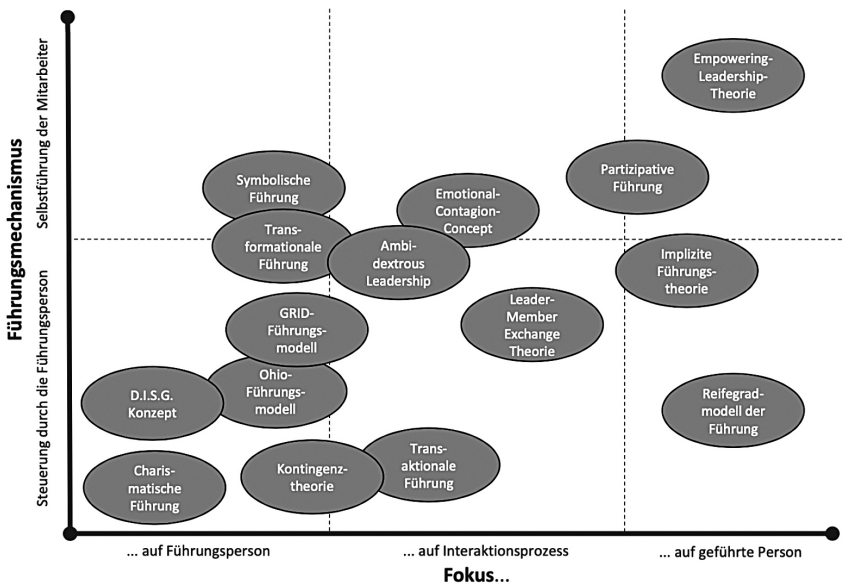 Führungsmechanismus
Selbstführung der Mitarbeiter
Steuerung durch die Führungsperson
Empowering-
Leadership-
Theorie
Partizipative
Führung
Symbolische
Führung
Emotional-
Contagion-
Concept
Trans-
formationale
Führung
Ambi-
dextrous
Leadership
Implizite
Führungs-
theorie
GRID-
Führungs-
modell
Leader-
Member
Exchange
Theorie
Ohio-
Führungs-
modell
D.I.S.G.
Konzept
Reifegrad-
modell der
Führung
Trans-
aktionale
Führung
Kontingenz-
theorie
Charis-
matische
Führung
... auf Führungsperson
... auf Interaktionsprozess
... auf geführte Person
Fokus...